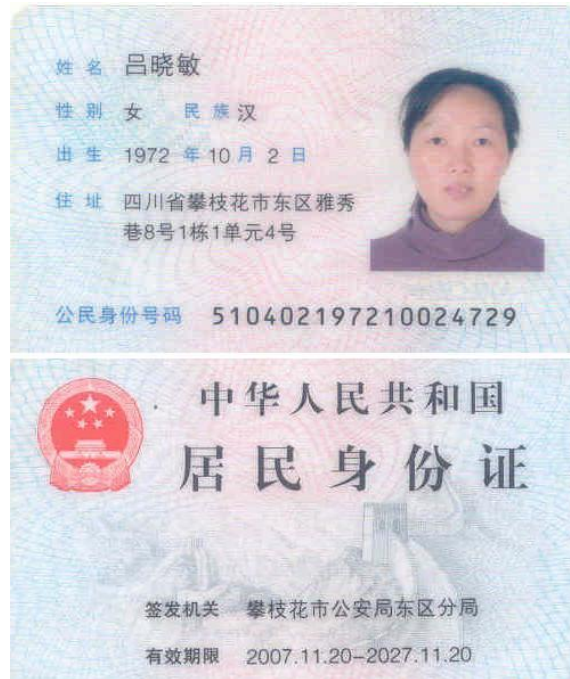 姓名 吕晓敏
性别 女 民族 汉
出生 1972 年 10 月 2 日
住址 四川省攀枝花市东区雅秀
巷8号1栋1单元4号
公民身份号码 510402197210024729
中华人民共和国
居民身份证
签发机关 攀枝花市公安局东区分局
有效期限 2007.11.20-2027.11.20